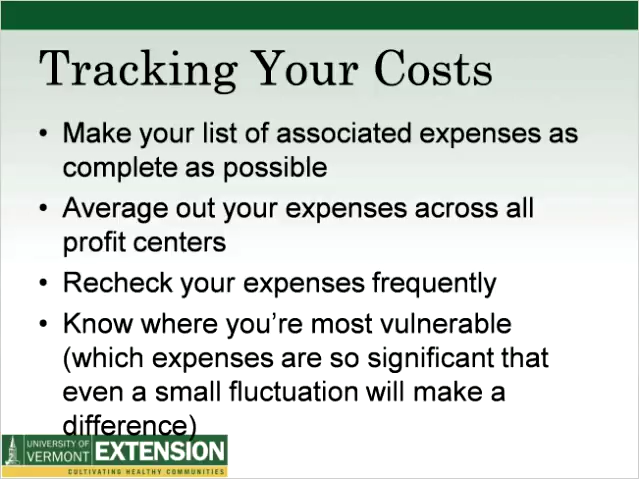 Tracking Your Costs
• Make your list of associated expenses as
complete as possible
• Average out your expenses across all
profit centers
• Recheck your expenses frequently
• Know where you're most vulnerable
(which expenses are so significant that
even a small fluctuation will make a
difference)
UNIVERSITY OF
VERMONT EXTENSION
CULTIVATING HEALTHY COMMUNITIES